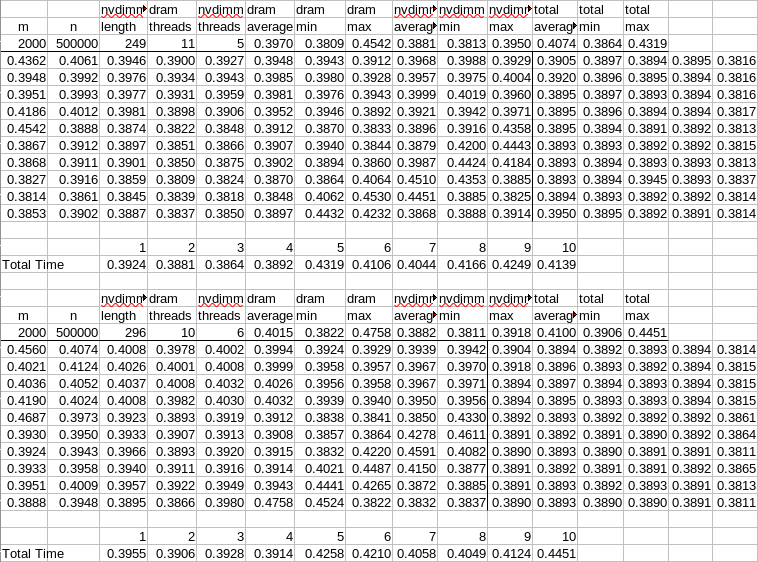 nvdimm dram nvdimm dram dram dram nvdimm nvdimm nvdimm total total total
m n length threads threads average min max averag min max averag min max
2000 500000 249 11 5 0.3970 0.3809 0.4542 0.3881 0.3813 0.3950 0.4074 0.3864 0.4319
0.4362 0.4061 0.3946 0.3900 0.3927 0.3948 0.3943 0.3912 0.3968 0.3988 0.3929 0.3905 0.3897 0.3894 0.3895 0.3816
0.3948 0.3992 0.3976 0.3934 0.3943 0.3985 0.3980 0.3928 0.3957 0.3975 0.4004 0.3920 0.3896 0.3895 0.3894 0.3816
0.3951 0.3993 0.3977 0.3931 0.3959 0.3981 0.3976 0.3943 0.3999 0.4019 0.3960 0.3895 0.3897 0.3893 0.3894 0.3816
0.4186 0.4012 0.3981 0.3898 0.3906 0.3952 0.3946 0.3892 0.3921 0.3942 0.3971 0.3895 0.3896 0.3894 0.3894 0.3817
0.4542 0.3888 0.3874 0.3822 0.3848 0.3912 0.3870 0.3833 0.3896 0.3916 0.4358 0.3895 0.3894 0.3891 0.3892 0.3813
0.3867 0.3912 0.3897 0.3851 0.3866 0.3907 0.3940 0.3844 0.3879 0.4200 0.4443 0.3893 0.3893 0.3892 0.3892 0.3815
0.3868 0.3911 0.3901 0.3850 0.3875 0.3902 0.3894 0.3860 0.3987 0.4424 0.4184 0.3893 0.3894 0.3893 0.3893 0.3813
0.3827 0.3916 0.3859 0.3809 0.3824 0.3870 0.3864 0.4064 0.4510 0.4353 0.3885 0.3893 0.3894 0.3945 0.3893 0.3837
0.3814 0.3861 0.3845 0.3839 0.3818 0.3848 0.4062 0.4530 0.4451 0.3885 0.3825 0.3894 0.3893 0.3892 0.3892 0.3814
0.3853 0.3902 0.3887 0.3837 0.3850 0.3897 0.4432 0.4232 0.3868 0.3888 0.3914 0.3950 0.3895 0.3892 0.3891 0.3814
1 2 3 4 5 6 7 8 9 10
Total Time 0.3924 0.3881 0.3864 0.3892 0.4319 0.4106 0.4044 0.4166 0.4249 0.4139
nvdimm dram nvdimm dram dram dram nvdimm nvdimm nvdimm total total total
m n length threads threads average min max averag min max averag min max
2000 500000 296 10 6 0.4015 0.3822 0.4758 0.3882 0.3811 0.3918 0.4100 0.3906 0.4451
0.4560 0.4074 0.4008 0.3978 0.4002 0.3994 0.3924 0.3929 0.3939 0.3942 0.3904 0.3894 0.3892 0.3893 0.3894 0.3814
0.4021 0.4124 0.4026 0.4001 0.4008 0.3999 0.3958 0.3957 0.3967 0.3970 0.3918 0.3896 0.3893 0.3892 0.3894 0.3815
0.4036 0.4052 0.4037 0.4008 0.4032 0.4026 0.3956 0.3958 0.3967 0.3971 0.3894 0.3897 0.3894 0.3893 0.3894 0.3815
0.4190 0.4024 0.4008 0.3982 0.4030 0.4032 0.3939 0.3940 0.3950 0.3956 0.3894 0.3895 0.3893 0.3893 0.3894 0.3815
0.4687 0.3973 0.3923 0.3893 0.3919 0.3912 0.3838 0.3841 0.3850 0.4330 0.3892 0.3893 0.3892 0.3892 0.3892 0.3861
0.3930 0.3950 0.3933 0.3907 0.3913 0.3908 0.3857 0.3864 0.4278 0.4611 0.3891 0.3892 0.3891 0.3890 0.3892 0.3864
0.3924 0.3943 0.3966 0.3893 0.3920 0.3915 0.3832 0.4220 0.4591 0.4082 0.3890 0.3893 0.3890 0.3891 0.3891 0.3811
0.3933 0.3958 0.3940 0.3911 0.3916 0.3914 0.4021 0.4487 0.4150 0.3877 0.3891 0.3892 0.3891 0.3891 0.3892 0.3865
0.3951 0.4009 0.3957 0.3922 0.3949 0.3943 0.4441 0.4265 0.3872 0.3885 0.3891 0.3893 0.3892 0.3891 0.3892 0.3813
0.3888 0.3948 0.3895 0.3866 0.3980 0.4758 0.4524 0.3822 0.3832 0.3837 0.3890 0.3893 0.3890 0.3890 0.3891 0.3811
1 2 3 4 5 6 7 8 9 10
Total Time 0.3955 0.3906 0.3928 0.3914 0.4258 0.4210 0.4058 0.4049 0.4124 0.4451